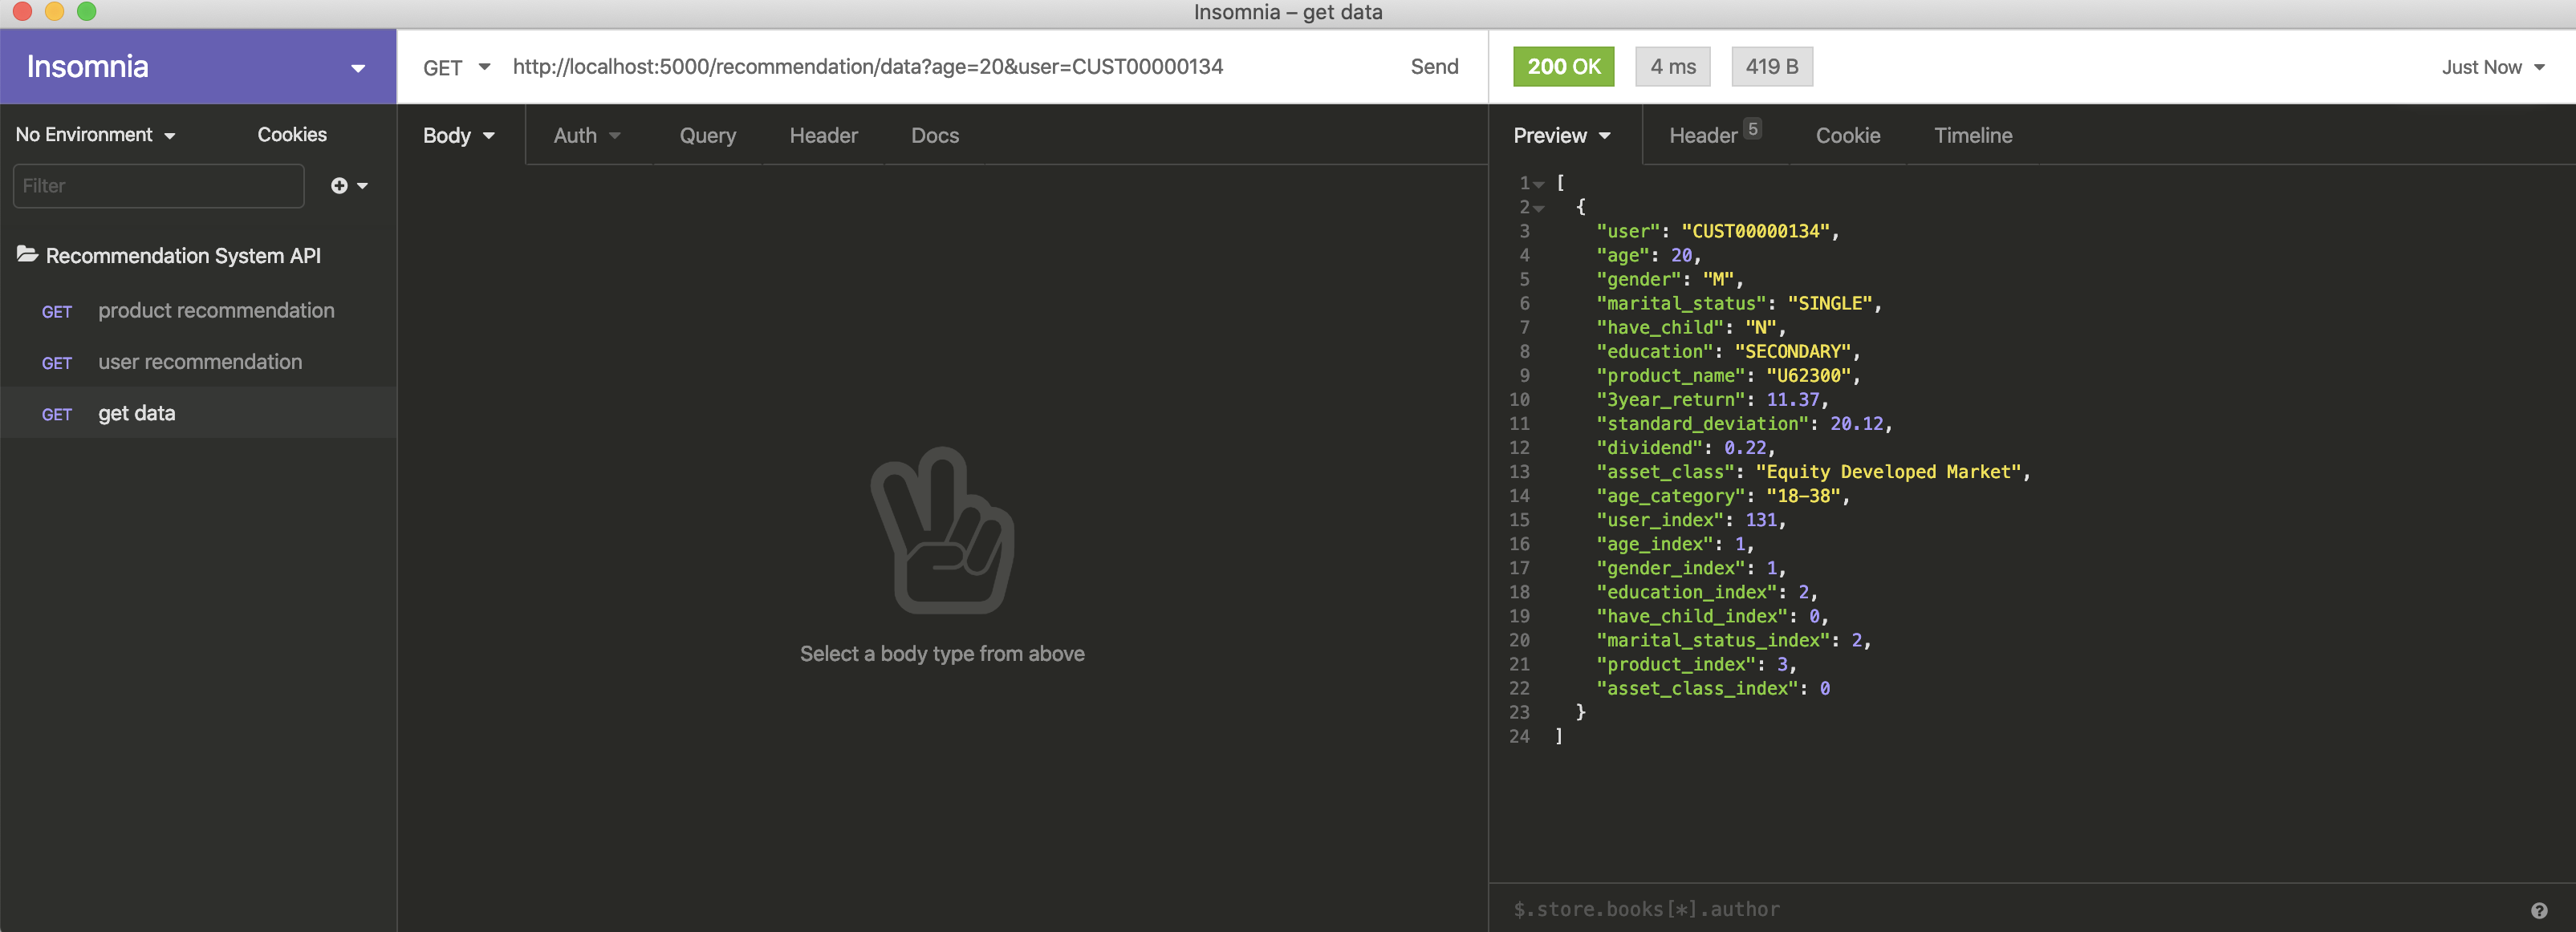 Insomnia – get data
Insomnia
GET http://localhost:5000/recommendation/data?age=20&user=CUST00000134 Send
200 OK 4 ms 419 B Just Now
No Environment Cookies
Filter
Recommendation System API
GET product recommendation
GET user recommendation
GET get data
Body Auth Query Header Docs
Select a body type from above
Preview Header 5 Cookie Timeline
1 [
2 {
3 "user": "CUST00000134",
4 "age": 20,
5 "gender": "M",
6 "marital_status": "SINGLE",
7 "have_child": "N",
8 "education": "SECONDARY",
9 "product_name": "U62300",
10 "3year_return": 11.37,
11 "standard_deviation": 20.12,
12 "dividend": 0.22,
13 "asset_class": "Equity Developed Market",
14 "age_category": "18-38",
15 "user_index": 131,
16 "age_index": 1,
17 "gender_index": 1,
18 "education_index": 2,
19 "have_child_index": 0,
20 "marital_status_index": 2,
21 "product_index": 3,
22 "asset_class_index": 0
23 }
24 ]
$.store.books[*].author
?